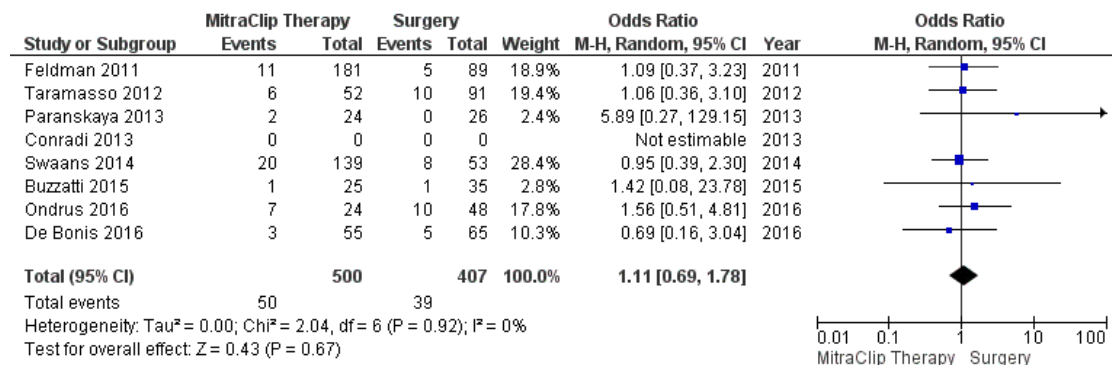 MitraClip Therapy Surgery Odds Ratio Odds Ratio
Study or Subgroup Events Total Events Total Weight M-H, Random, 95% CI Year M-H, Random, 95% CI
Feldman 2011 11 181 5 89 18.9% 1.09 [0.37, 3.23] 2011
Taramasso 2012 6 52 10 91 19.4% 1.06 [0.36, 3.10] 2012
Paranskaya 2013 2 24 0 26 2.4% 5.89 [0.27, 129.15] 2013
Conradi 2013 0 0 0 0 Not estimable 2013
Swaans 2014 20 139 8 53 28.4% 0.95 [0.39, 2.30] 2014
Buzzatti 2015 1 25 1 35 2.8% 1.42 [0.08, 23.78] 2015
Ondrus 2016 7 24 10 48 17.8% 1.56 [0.51, 4.81] 2016
De Bonis 2016 3 55 5 65 10.3% 0.69 [0.16, 3.04] 2016
Total (95% CI) 500 407 100.0% 1.11 [0.69, 1.78]
Total events 50 39
Heterogeneity: Tau² = 0.00; Chi² = 2.04, df = 6 (P = 0.92); I² = 0%
Test for overall effect: Z = 0.43 (P = 0.67)
0.01 0.1 1 10 100
MitraClip Therapy Surgery